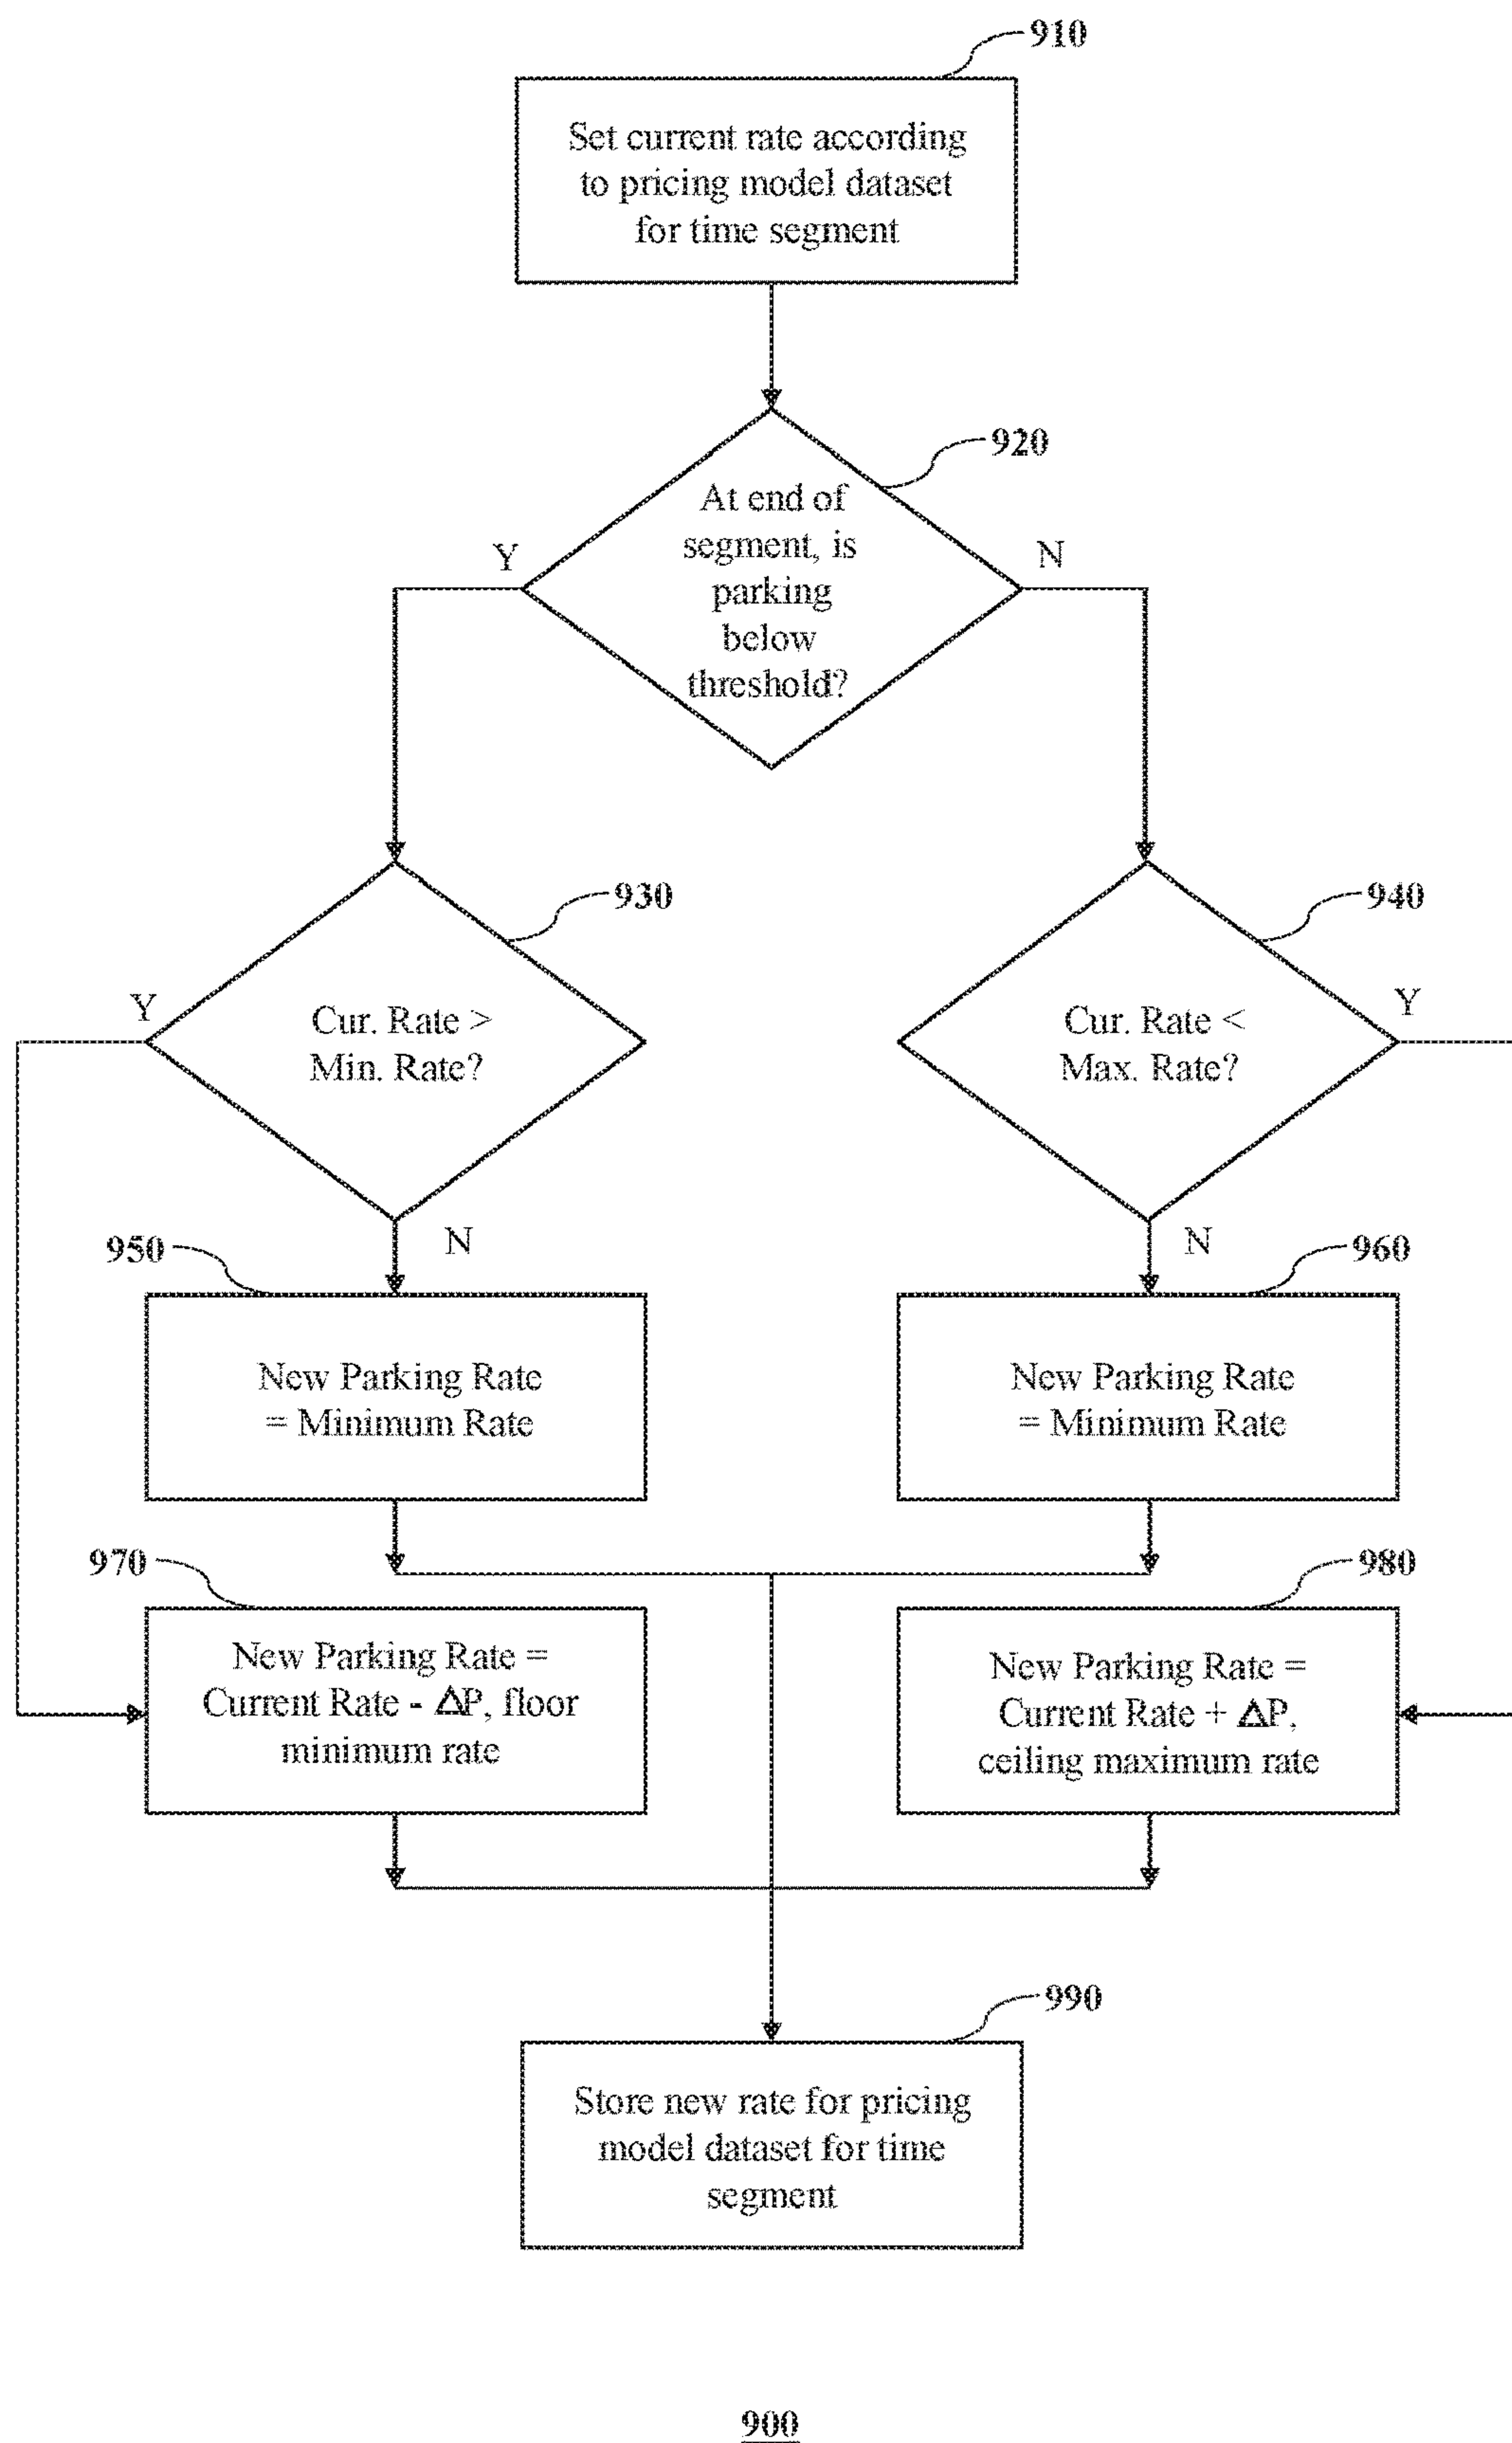 910
Set current rate according
to pricing model dataset
for time segment
920
At end of
segment, is
parking
below
threshold?
Y
N
930
Cur. Rate >
Min. Rate?
Y
N
940
Cur. Rate <
Max. Rate?
Y
N
950
New Parking Rate
= Minimum Rate
960
New Parking Rate
= Minimum Rate
970
New Parking Rate =
Current Rate - ΔP, floor
minimum rate
980
New Parking Rate =
Current Rate + ΔP,
ceiling maximum rate
990
Store new rate for pricing
model dataset for time
segment
900